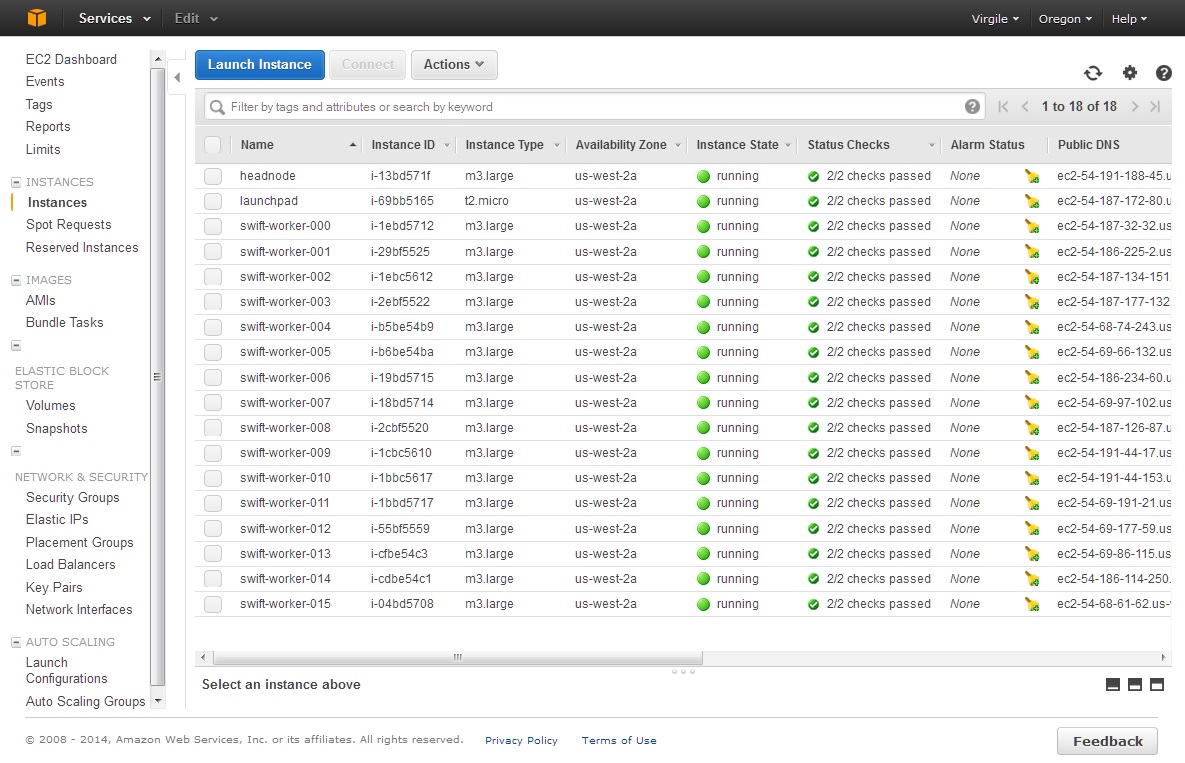 Services Edit Virgile Oregon Help
EC2 Dashboard
Events
Tags
Reports
Limits
INSTANCES
Instances
Spot Requests
Reserved Instances
IMAGES
AMIs
Bundle Tasks
ELASTIC BLOCK
STORE
Volumes
Snapshots
NETWORK & SECURITY
Security Groups
Elastic IPs
Placement Groups
Load Balancers
Key Pairs
Network Interfaces
AUTO SCALING
Launch
Configurations
Auto Scaling Groups
Launch Instance Connect Actions
Filter by tags and attributes or search by keyword 1 to 18 of 18
Name Instance ID Instance Type Availability Zone Instance State Status Checks Alarm Status Public DNS
headnode i-13bd571f m3.large us-west-2a running 2/2 checks passed None ec2-54-191-188-45.u
launchpad i-69bb5165 t2.micro us-west-2a running 2/2 checks passed None ec2-54-187-172-80.u
swift-worker-000 i-1ebd5712 m3.large us-west-2a running 2/2 checks passed None ec2-54-187-32-32.us
swift-worker-001 i-29bf5525 m3.large us-west-2a running 2/2 checks passed None ec2-54-186-225-2.us
swift-worker-002 i-1ebc5612 m3.large us-west-2a running 2/2 checks passed None ec2-54-187-134-151
swift-worker-003 i-2ebf5522 m3.large us-west-2a running 2/2 checks passed None ec2-54-187-177-132
swift-worker-004 i-b5be54b9 m3.large us-west-2a running 2/2 checks passed None ec2-54-68-74-243.us
swift-worker-005 i-b6be54ba m3.large us-west-2a running 2/2 checks passed None ec2-54-69-66-132.us
swift-worker-006 i-19bd5715 m3.large us-west-2a running 2/2 checks passed None ec2-54-186-234-60.u
swift-worker-007 i-18bd5714 m3.large us-west-2a running 2/2 checks passed None ec2-54-69-97-102.us
swift-worker-008 i-2cbf5520 m3.large us-west-2a running 2/2 checks passed None ec2-54-187-126-87.u
swift-worker-009 i-1cbc5610 m3.large us-west-2a running 2/2 checks passed None ec2-54-191-44-17.us
swift-worker-010 i-1bbc5617 m3.large us-west-2a running 2/2 checks passed None ec2-54-191-44-153.u
swift-worker-011 i-1bbd5717 m3.large us-west-2a running 2/2 checks passed None ec2-54-69-191-21.us
swift-worker-012 i-55bf5559 m3.large us-west-2a running 2/2 checks passed None ec2-54-69-177-59.us
swift-worker-013 i-cfbe54c3 m3.large us-west-2a running 2/2 checks passed None ec2-54-69-86-115.us
swift-worker-014 i-cdbe54c1 m3.large us-west-2a running 2/2 checks passed None ec2-54-186-114-250.
swift-worker-015 i-04bd5708 m3.large us-west-2a running 2/2 checks passed None ec2-54-68-61-62.us-
Select an instance above
© 2008 - 2014, Amazon Web Services, Inc. or its affiliates. All rights reserved. Privacy Policy Terms of Use Feedback